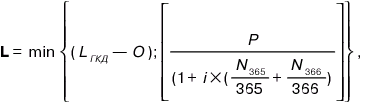 L = min { ( L_ГКД — O ); [ P / (1 + i × ( N_365 / 365 + N_366 / 366 )) ] } ,